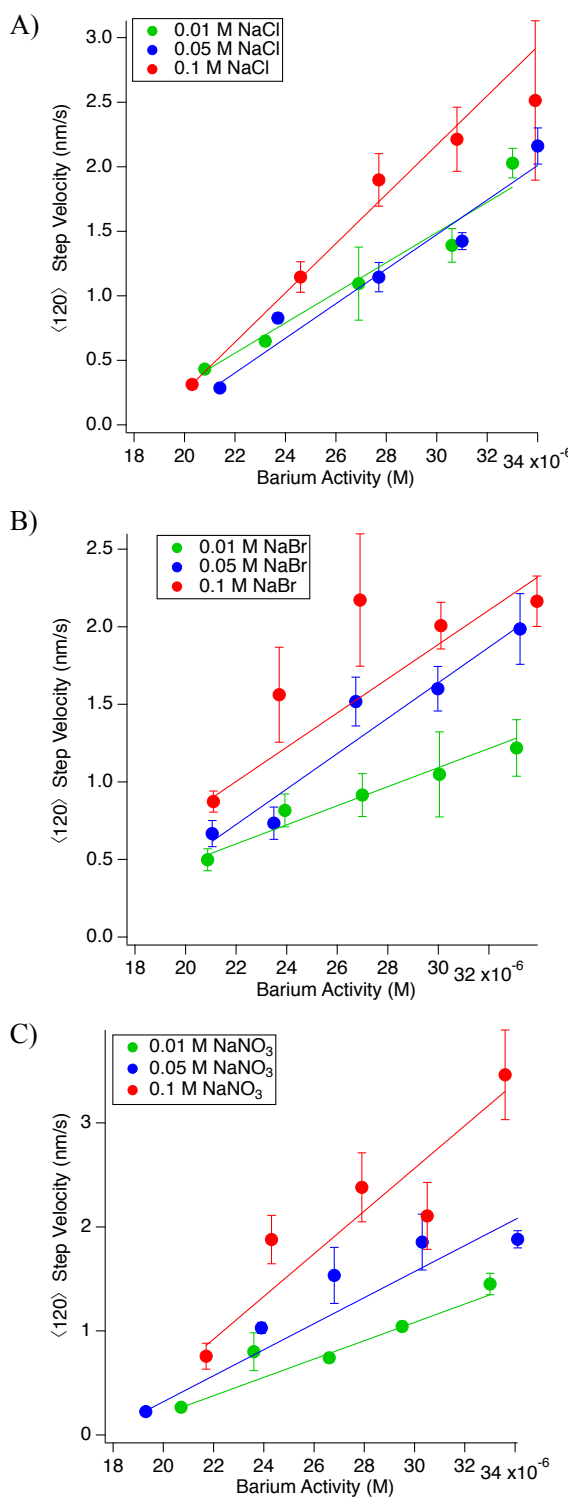 A)
0.01 M NaCl
0.05 M NaCl
0.1 M NaCl
3.0
2.5
2.0
1.5
1.0
0.5
0.0
⟨120⟩ Step Velocity (nm/s)
18 20 22 24 26 28 30 32 34 x10⁻⁶
Barium Activity (M)
B)
0.01 M NaBr
0.05 M NaBr
0.1 M NaBr
2.5
2.0
1.5
1.0
0.5
0.0
⟨120⟩ Step Velocity (nm/s)
18 20 22 24 26 28 30 32 x10⁻⁶
Barium Activity (M)
C)
0.01 M NaNO₃
0.05 M NaNO₃
0.1 M NaNO₃
3
2
1
0
⟨120⟩ Step Velocity (nm/s)
18 20 22 24 26 28 30 32 34 x10⁻⁶
Barium Activity (M)